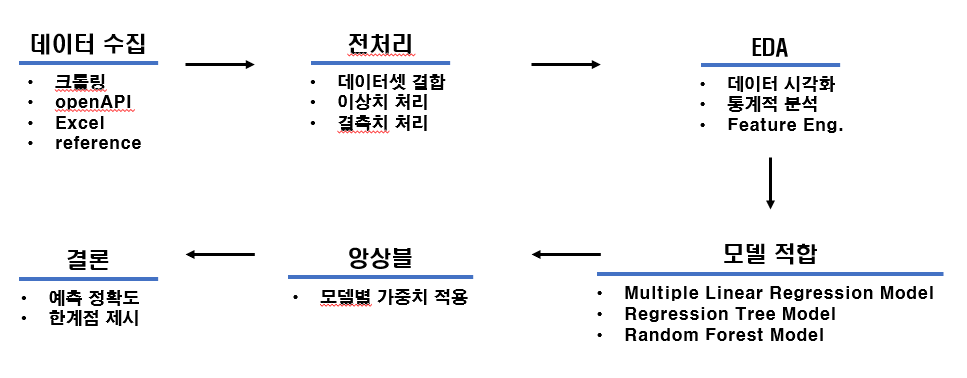 데이터 수집
• 크롤링
• openAPI
• Excel
• reference
전처리
• 데이터셋 결합
• 이상치 처리
• 결측치 처리
EDA
• 데이터 시각화
• 통계적 분석
• Feature Eng.
모델 적합
• Multiple Linear Regression Model
• Regression Tree Model
• Random Forest Model
앙상블
• 모델별 가중치 적용
결론
• 예측 정확도
• 한계점 제시